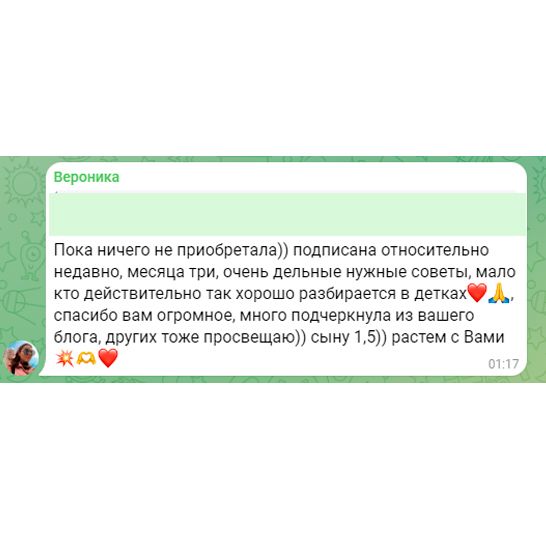 Вероника
Пока ничего не приобретала)) подписана относительно
недавно, месяца три, очень дельные нужные советы, мало
кто действительно так хорошо разбирается в детках❤️🙏,
спасибо вам огромное, много подчеркнула из вашего
блога, других тоже просвещаю)) сыну 1,5)) растем с Вами
💥🫶❤️
01:17